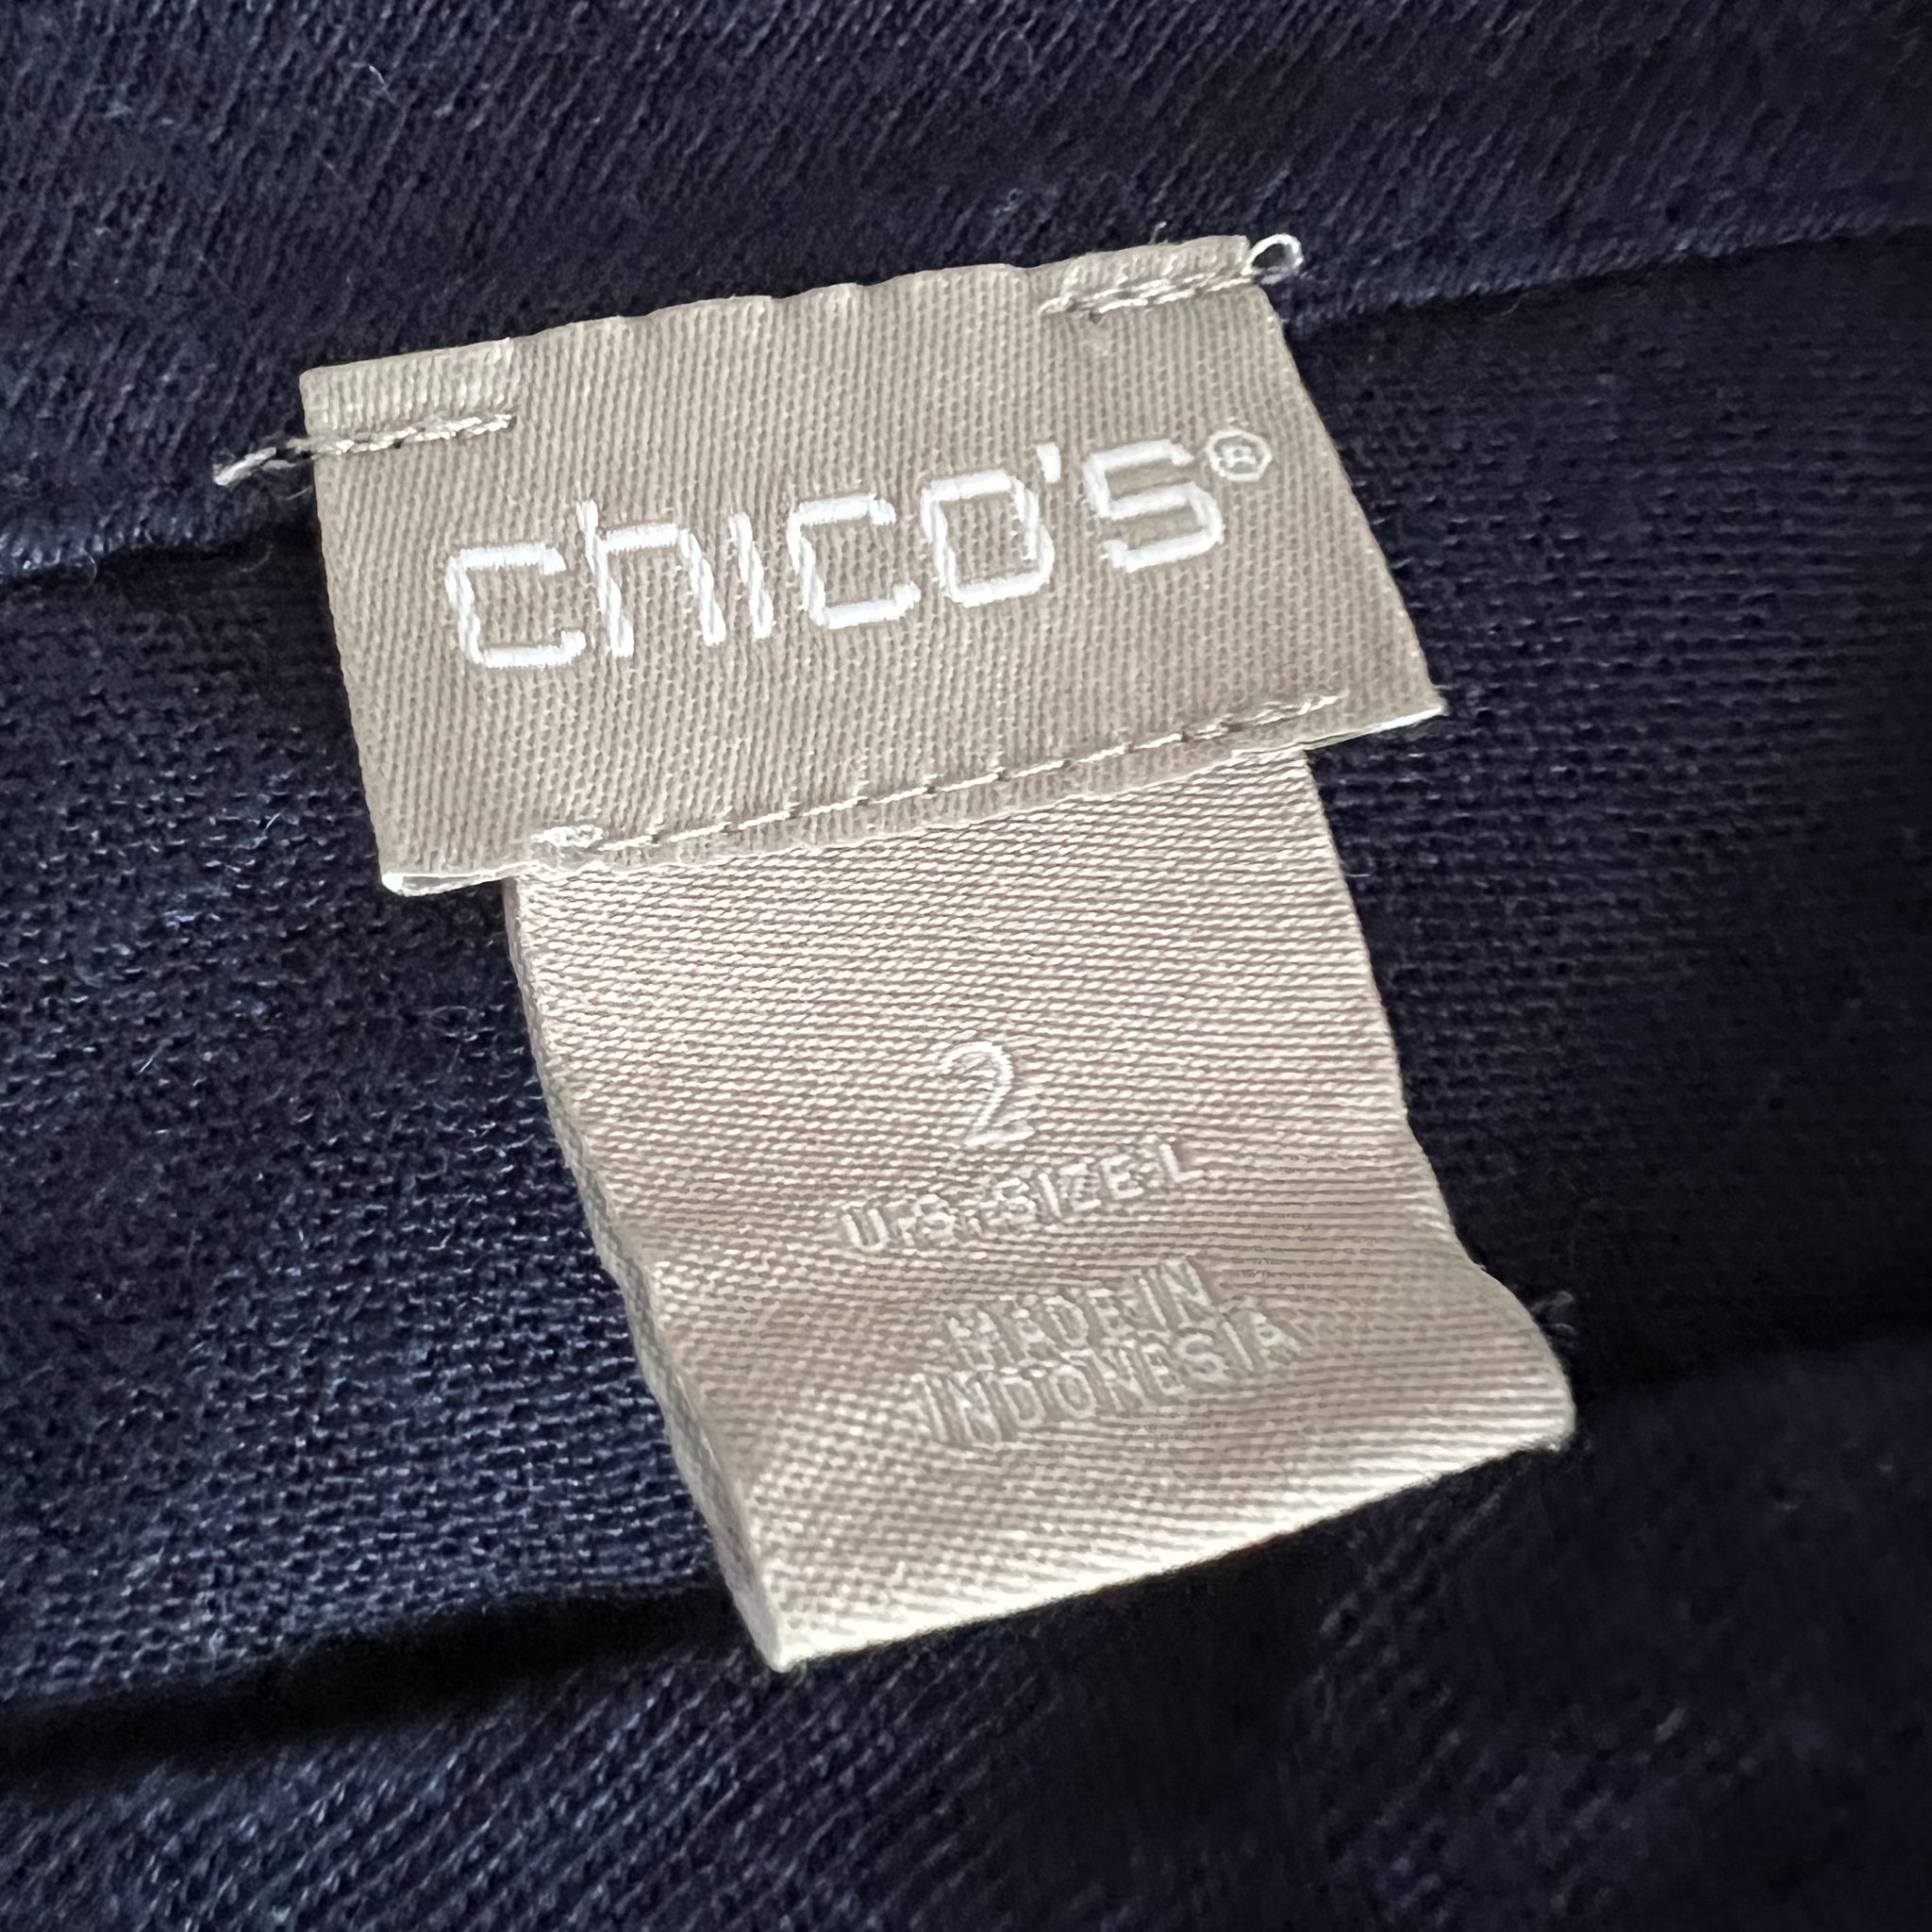 chico's®
2
U.S. SIZE L
MADE IN
INDONESIA